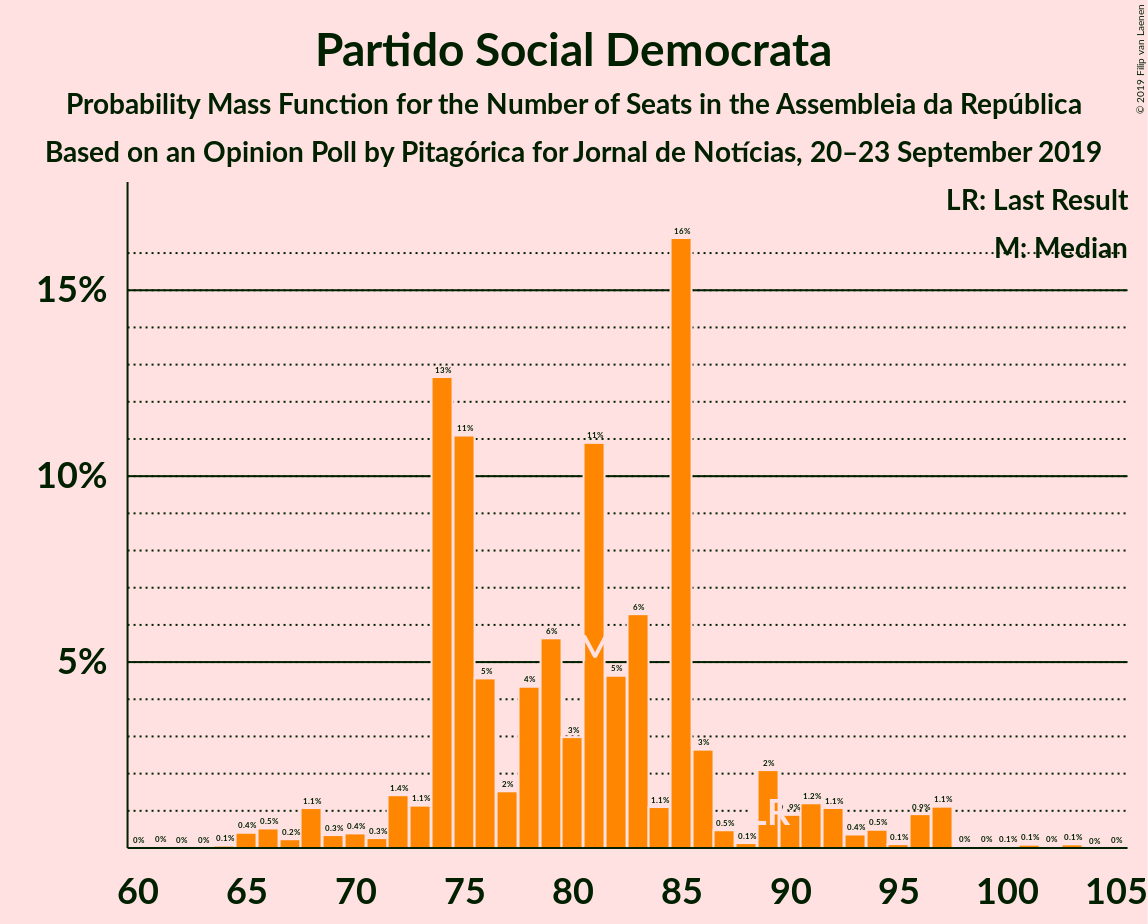 Partido Social Democrata
Probability Mass Function for the Number of Seats in the Assembleia da República
Based on an Opinion Poll by Pitagórica for Jornal de Notícias, 20–23 September 2019
© 2019 Filip van Laenen
LR: Last Result
M: Median
15%
10%
5%
0% 0% 0% 0% 0.1% 0.4% 0.5% 0.2% 1.1% 0.3% 0.4% 0.3% 1.4% 1.1% 13% 11% 5% 2% 4% 6% 3% 11% 5% 6% 1.1% 16% 3% 0.5% 0.1% 2% 0.9% 1.2% 1.1% 0.4% 0.5% 0.1% 0.9% 1.1% 0% 0% 0.1% 0.1% 0% 0.1% 0% 0%
M
LR
60 65 70 75 80 85 90 95 100 105